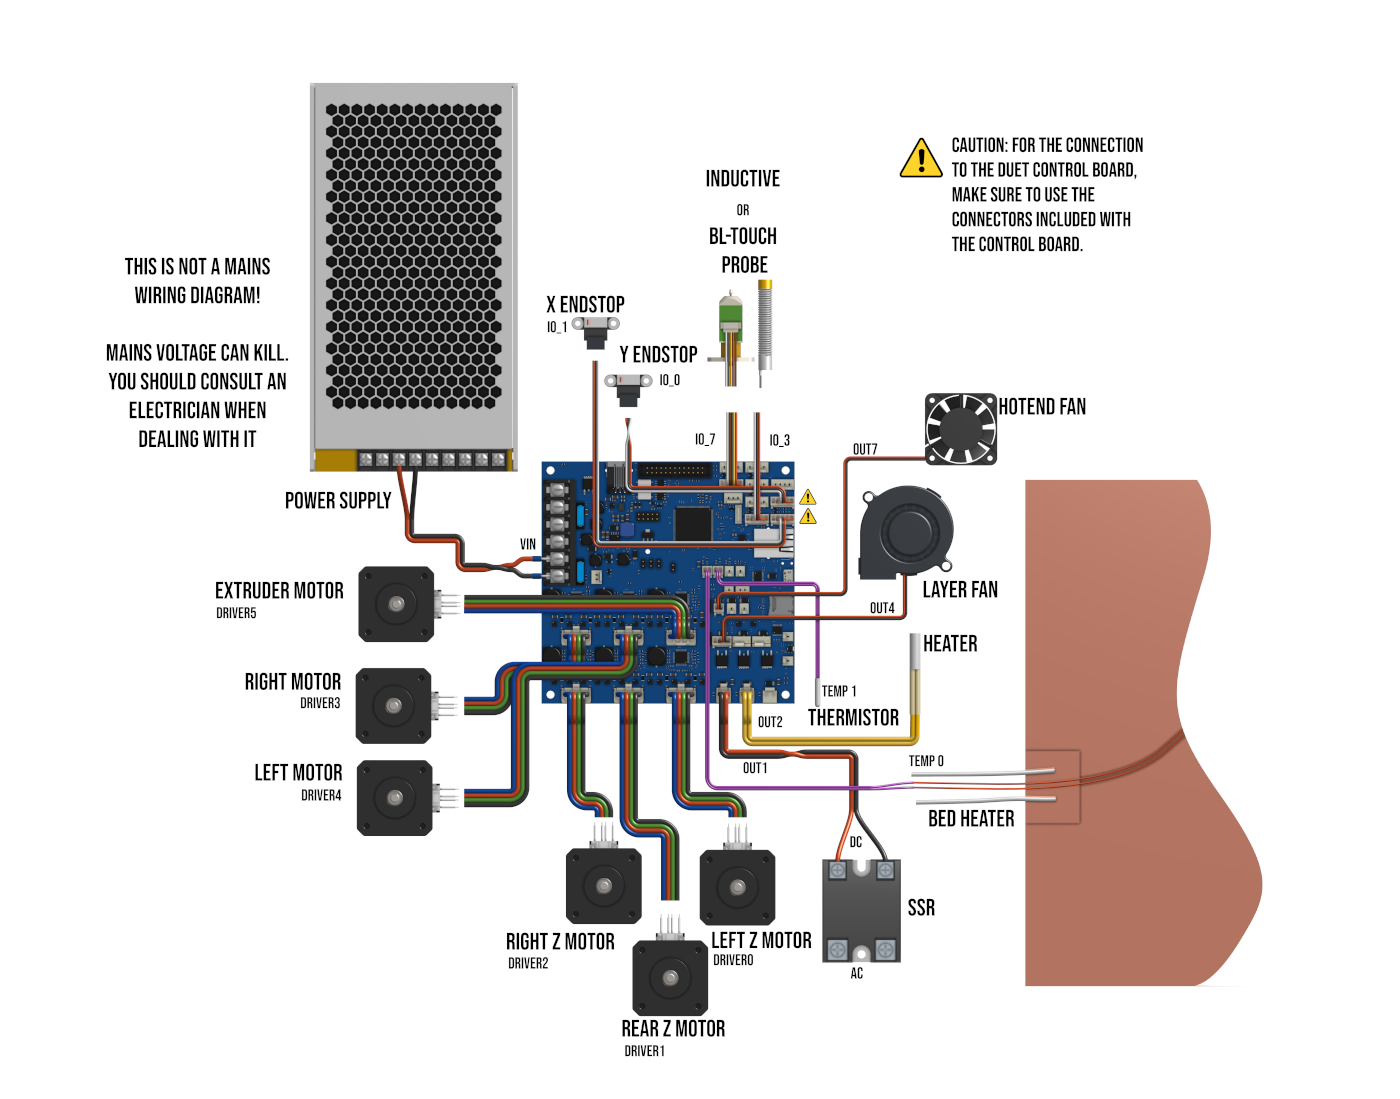 CAUTION: FOR THE CONNECTION
TO THE DUET CONTROL BOARD,
MAKE SURE TO USE THE
CONNECTORS INCLUDED WITH
THE CONTROL BOARD.
INDUCTIVE
OR
BL-TOUCH
PROBE
THIS IS NOT A MAINS
WIRING DIAGRAM!
MAINS VOLTAGE CAN KILL.
YOU SHOULD CONSULT AN
ELECTRICIAN WHEN
DEALING WITH IT
X ENDSTOP
IO_1
Y ENDSTOP
IO_0
HOTEND FAN
IO_7
IO_3
OUT7
POWER SUPPLY
VIN
EXTRUDER MOTOR
DRIVER5
LAYER FAN
OUT4
HEATER
RIGHT MOTOR
DRIVER3
TEMP 1
THERMISTOR
OUT2
LEFT MOTOR
DRIVER4
OUT1
TEMP 0
BED HEATER
DC
SSR
AC
RIGHT Z MOTOR
DRIVER2
LEFT Z MOTOR
DRIVER0
REAR Z MOTOR
DRIVER1